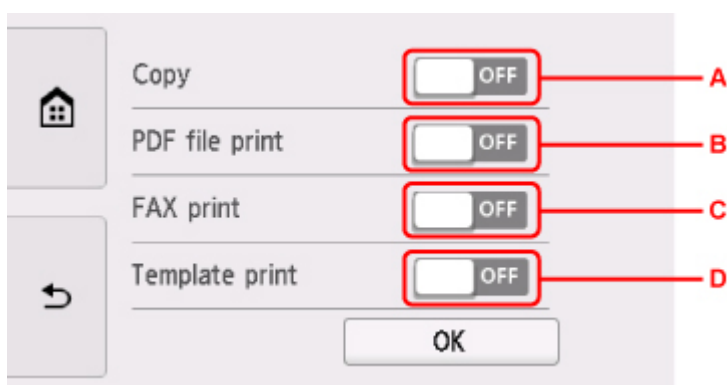 Copy OFF A
PDF file print OFF B
FAX print OFF C
Template print OFF D
OK